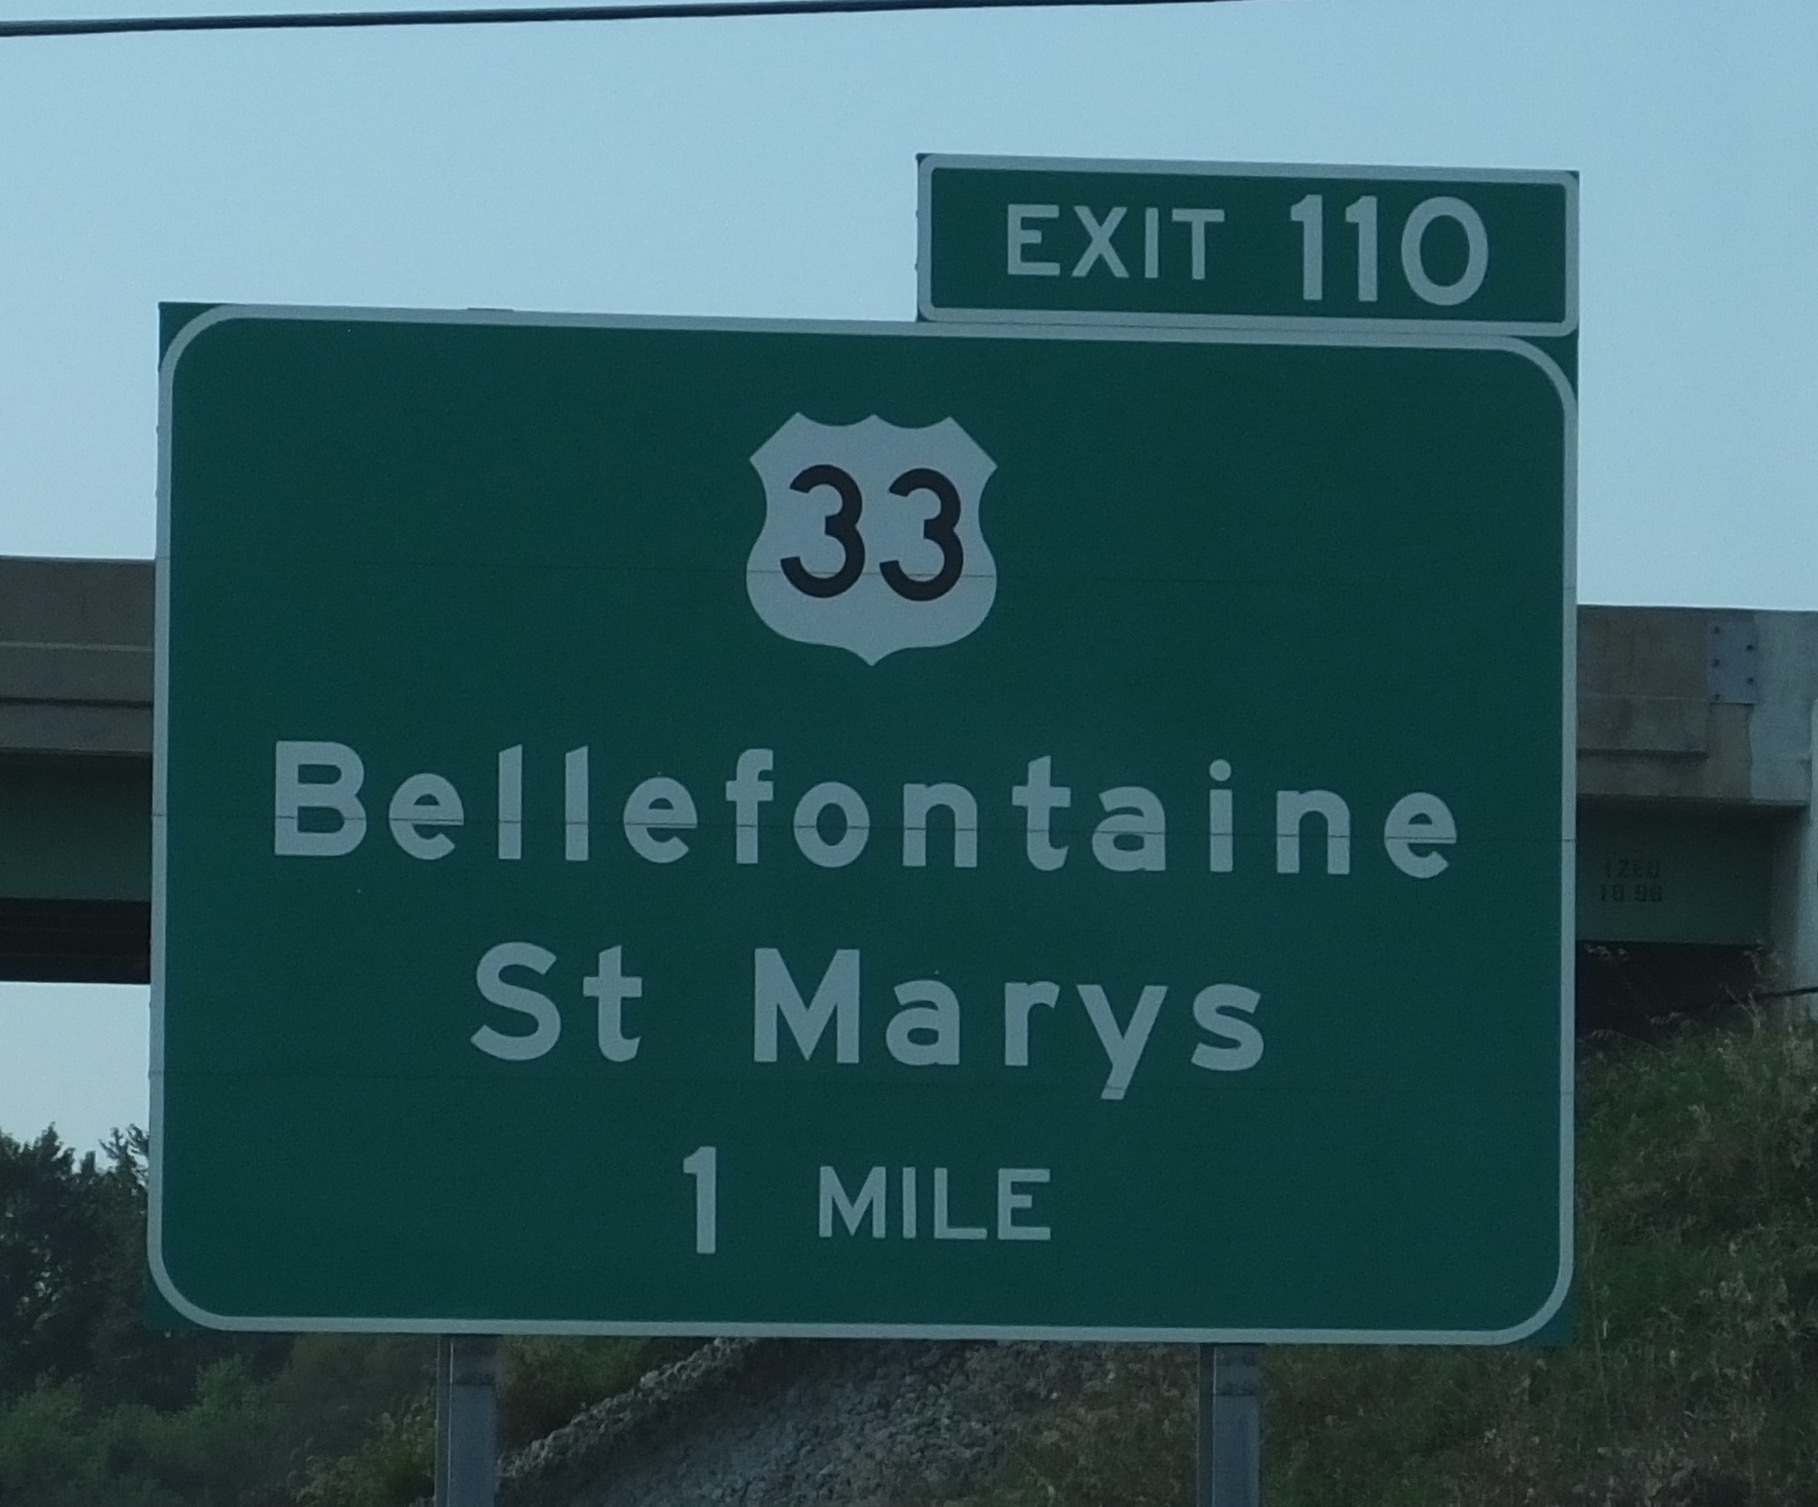 EXIT 110
33
Bellefontaine
St Marys
1 MILE